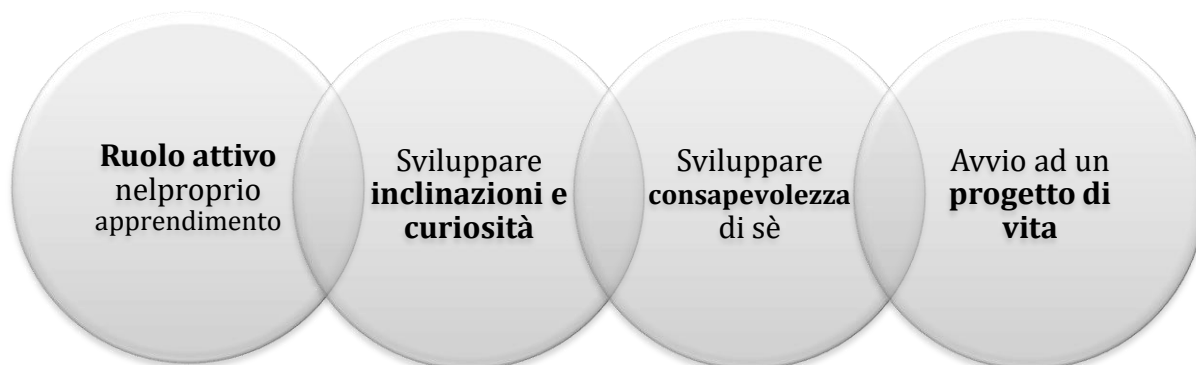 Ruolo attivo
nelproprio
apprendimento
Sviluppare
inclinazioni e
curiosità
Sviluppare
consapevolezza
di sè
Avvio ad un
progetto di
vita